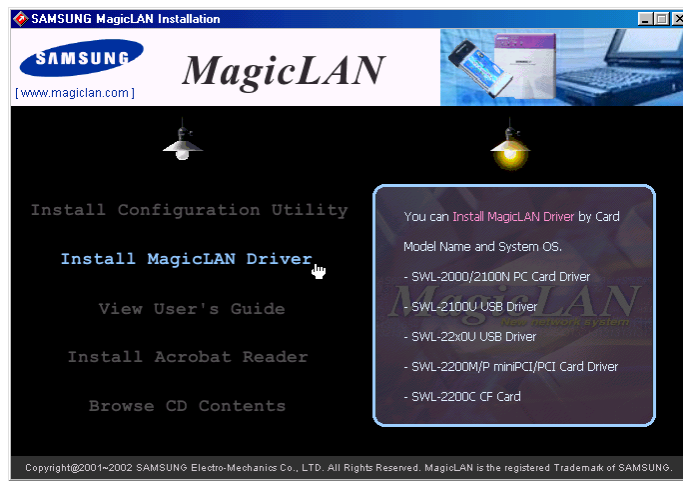 SAMSUNG MagicLAN Installation
SAMSUNG
MagicLAN
[ www.magiclan.com ]
Install Configuration Utility
Install MagicLAN Driver
View User's Guide
Install Acrobat Reader
Browse CD Contents
You can Install MagicLAN Driver by Card
Model Name and System OS.
- SWL-2000/2100N PC Card Driver
- SWL-2100U USB Driver
MagicLAN
New network system
- SWL-22x0U USB Driver
- SWL-2200M/P miniPCI/PCI Card Driver
- SWL-2200C CF Card
Copyright@2001~2002 SAMSUNG Electro-Mechanics Co., LTD. All Rights Reserved. MagicLAN is the registered Trademark of SAMSUNG.